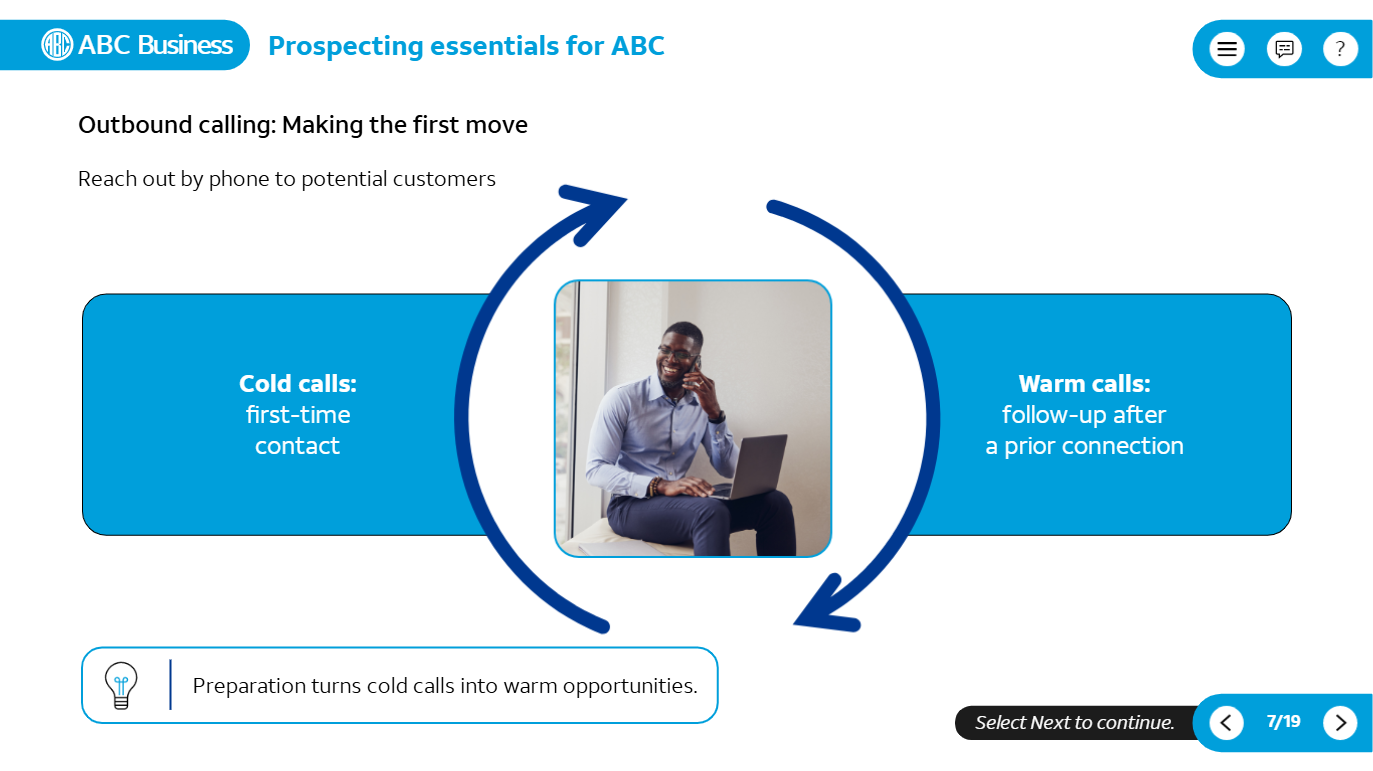 ABC ABC Business
Prospecting essentials for ABC
?
Outbound calling: Making the first move
Reach out by phone to potential customers
Cold calls:
first-time
contact
Warm calls:
follow-up after
a prior connection
Preparation turns cold calls into warm opportunities.
Select Next to continue.
7/19